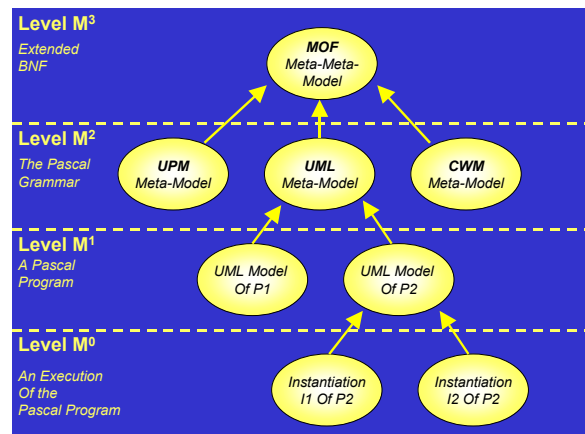 Level M³
Extended
BNF
MOF
Meta-Meta-
Model
Level M²
The Pascal
Grammar
UPM
Meta-Model
UML
Meta-Model
CWM
Meta-Model
Level M¹
A Pascal
Program
UML Model
Of P1
UML Model
Of P2
Level M⁰
An Execution
Of the
Pascal Program
Instantiation
I1 Of P2
Instantiation
I2 Of P2